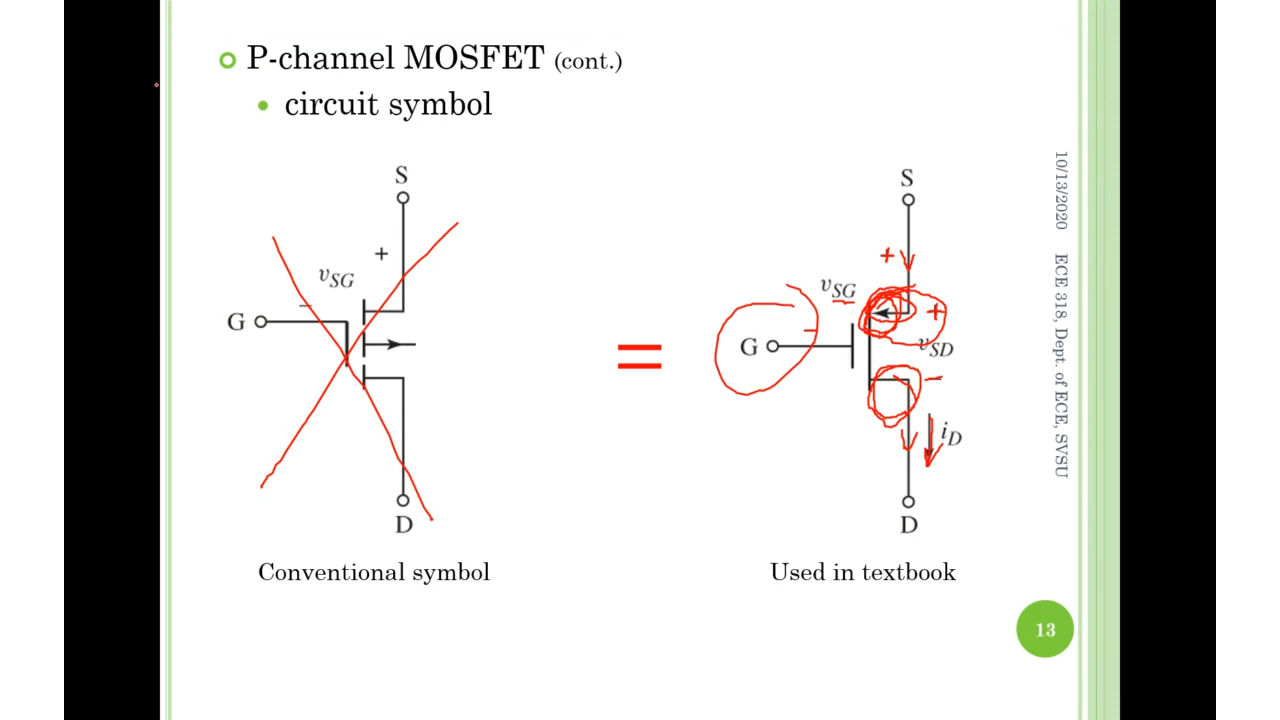 P-channel MOSFET (cont.)
circuit symbol
S
+
vSG
−
G
D
Conventional symbol
=
S
+
vSG
−
G
+
vSD
−
iD
D
Used in textbook
10/13/2020 ECE 318, Dept. of ECE, SVSU
13